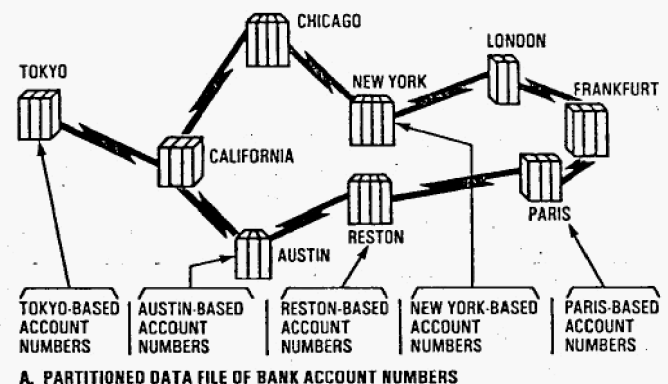 CHICAGO
LONDON
TOKYO
NEW YORK
FRANKFURT
CALIFORNIA
PARIS
RESTON
AUSTIN
TOKYO-BASED
ACCOUNT
NUMBERS
AUSTIN-BASED
ACCOUNT
NUMBERS
RESTON-BASED
ACCOUNT
NUMBERS
NEW YORK-BASED
ACCOUNT
NUMBERS
PARIS-BASED
ACCOUNT
NUMBERS
A. PARTITIONED DATA FILE OF BANK ACCOUNT NUMBERS